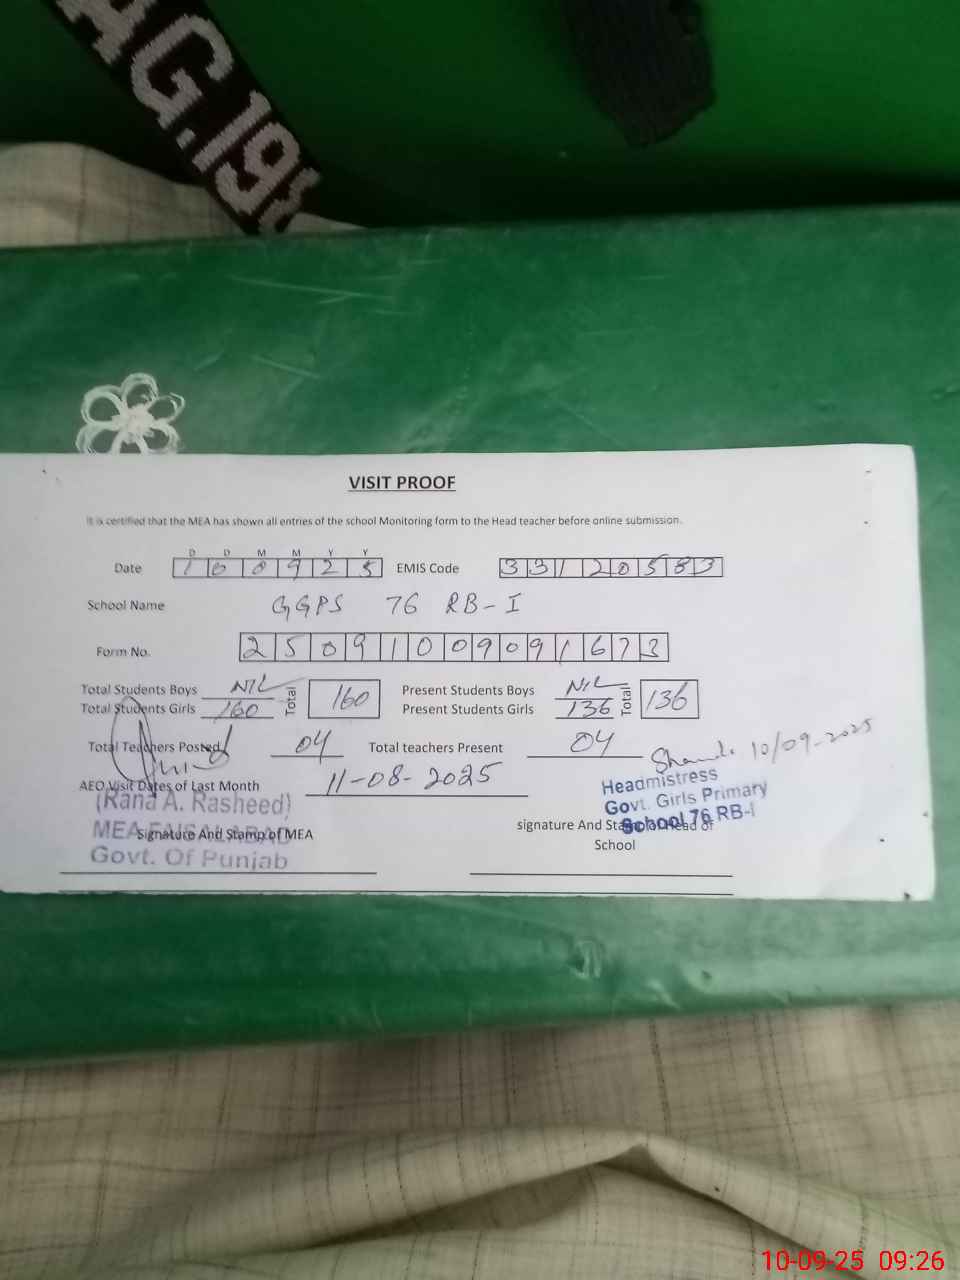 AG.198
VISIT PROOF
It is certified that the MEA has shown all entries of the school Monitoring form to the Head teacher before online submission.
D D M M Y Y
Date 1 0 0 9 2 5 EMIS Code 3 3 1 2 0 5 8 3
School Name GGPS 76 RB-I
Form No. 2 5 0 9 1 0 0 9 0 9 1 6 7 3
Total Students Boys NIL Total 160 Present Students Boys NIL Total 136
Total Students Girls 160 Present Students Girls 136
Total Teachers Posted 04 Total teachers Present 04
10/09-2025
AEO Visit Dates of Last Month 11-08-2025
Headmistress
Govt. Girls Primary
School 76 RB-I
(Rana A. Rasheed)
MEA FAISALABAD
Govt. Of Punjab
Signature And Stamp of MEA
signature And Stamp of Head of
School
10-09-25 09:26